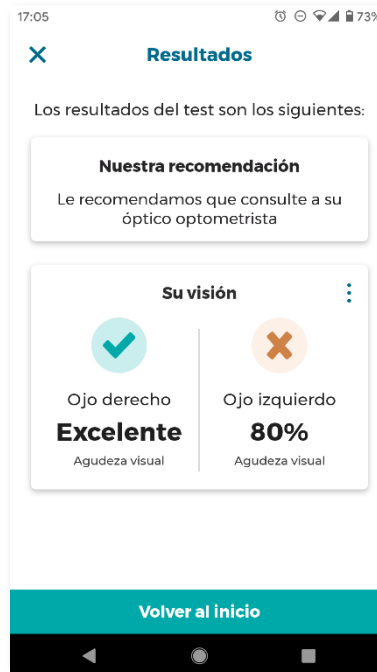 17:05
73%
Resultados
Los resultados del test son los siguientes:
Nuestra recomendación
Le recomendamos que consulte a su
óptico optometrista
Su visión
Ojo derecho
Excelente
Agudeza visual
Ojo izquierdo
80%
Agudeza visual
Volver al inicio